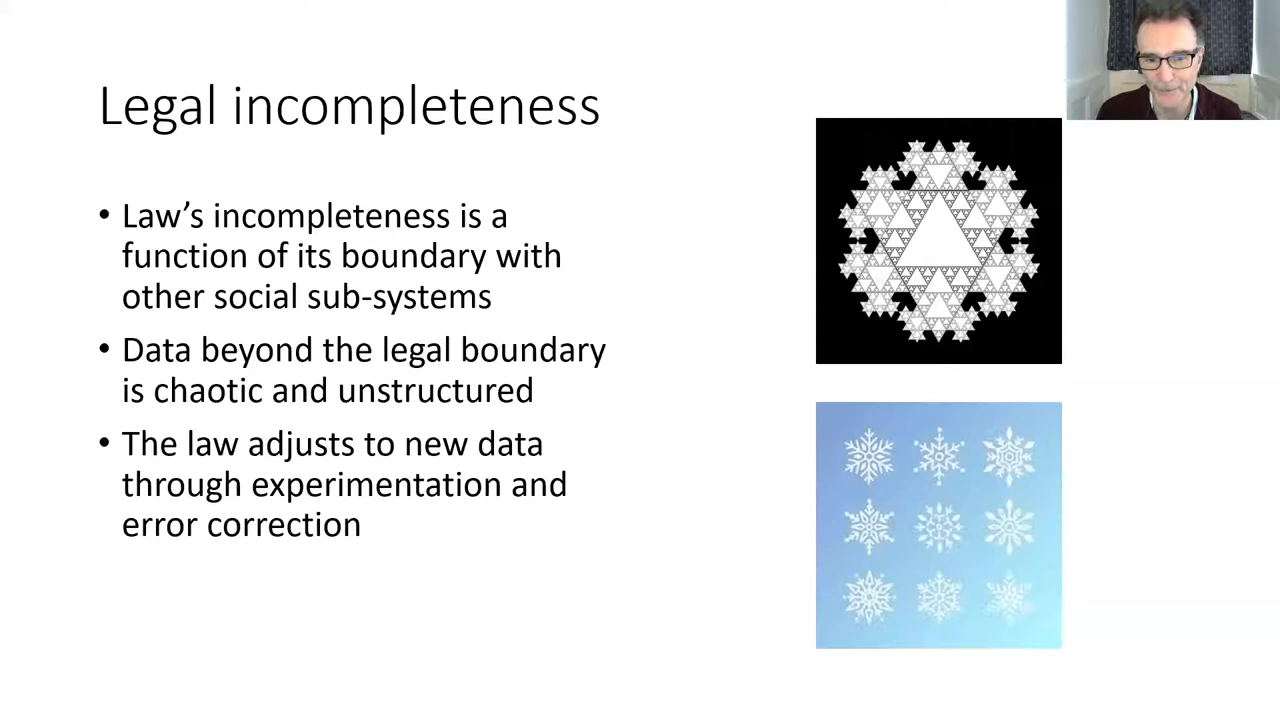 Legal incompleteness
• Law’s incompleteness is a
function of its boundary with
other social sub-systems
• Data beyond the legal boundary
is chaotic and unstructured
• The law adjusts to new data
through experimentation and
error correction